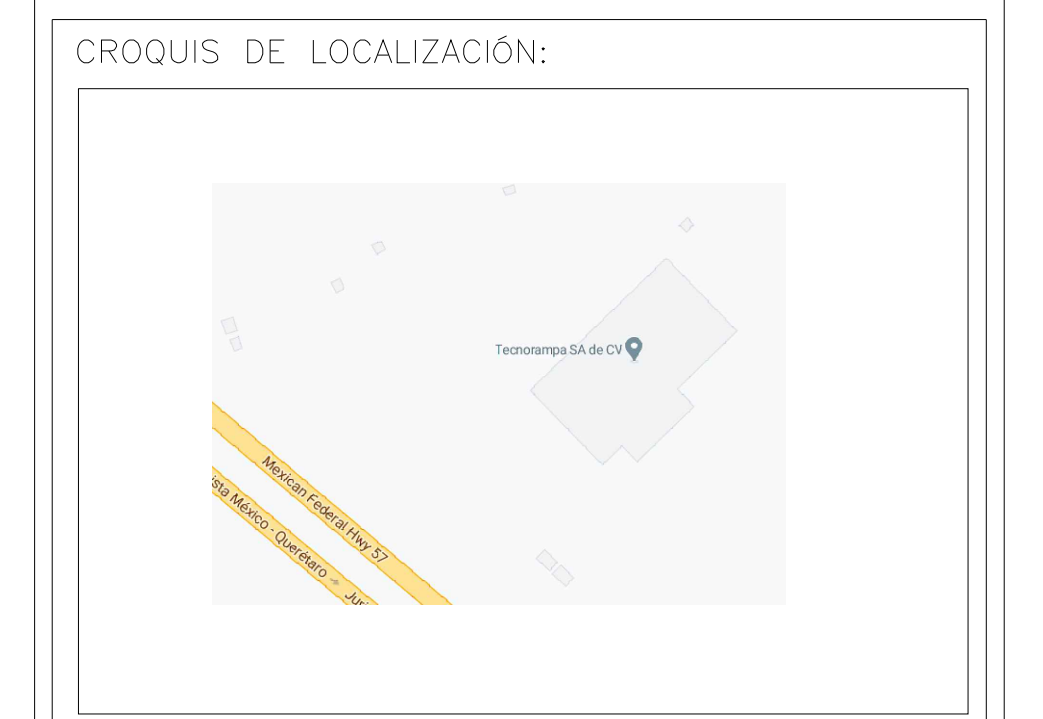 CROQUIS DE LOCALIZACIÓN:
Tecnorampa SA de CV
Mexican Federal Hwy 57
ista México - Querétaro